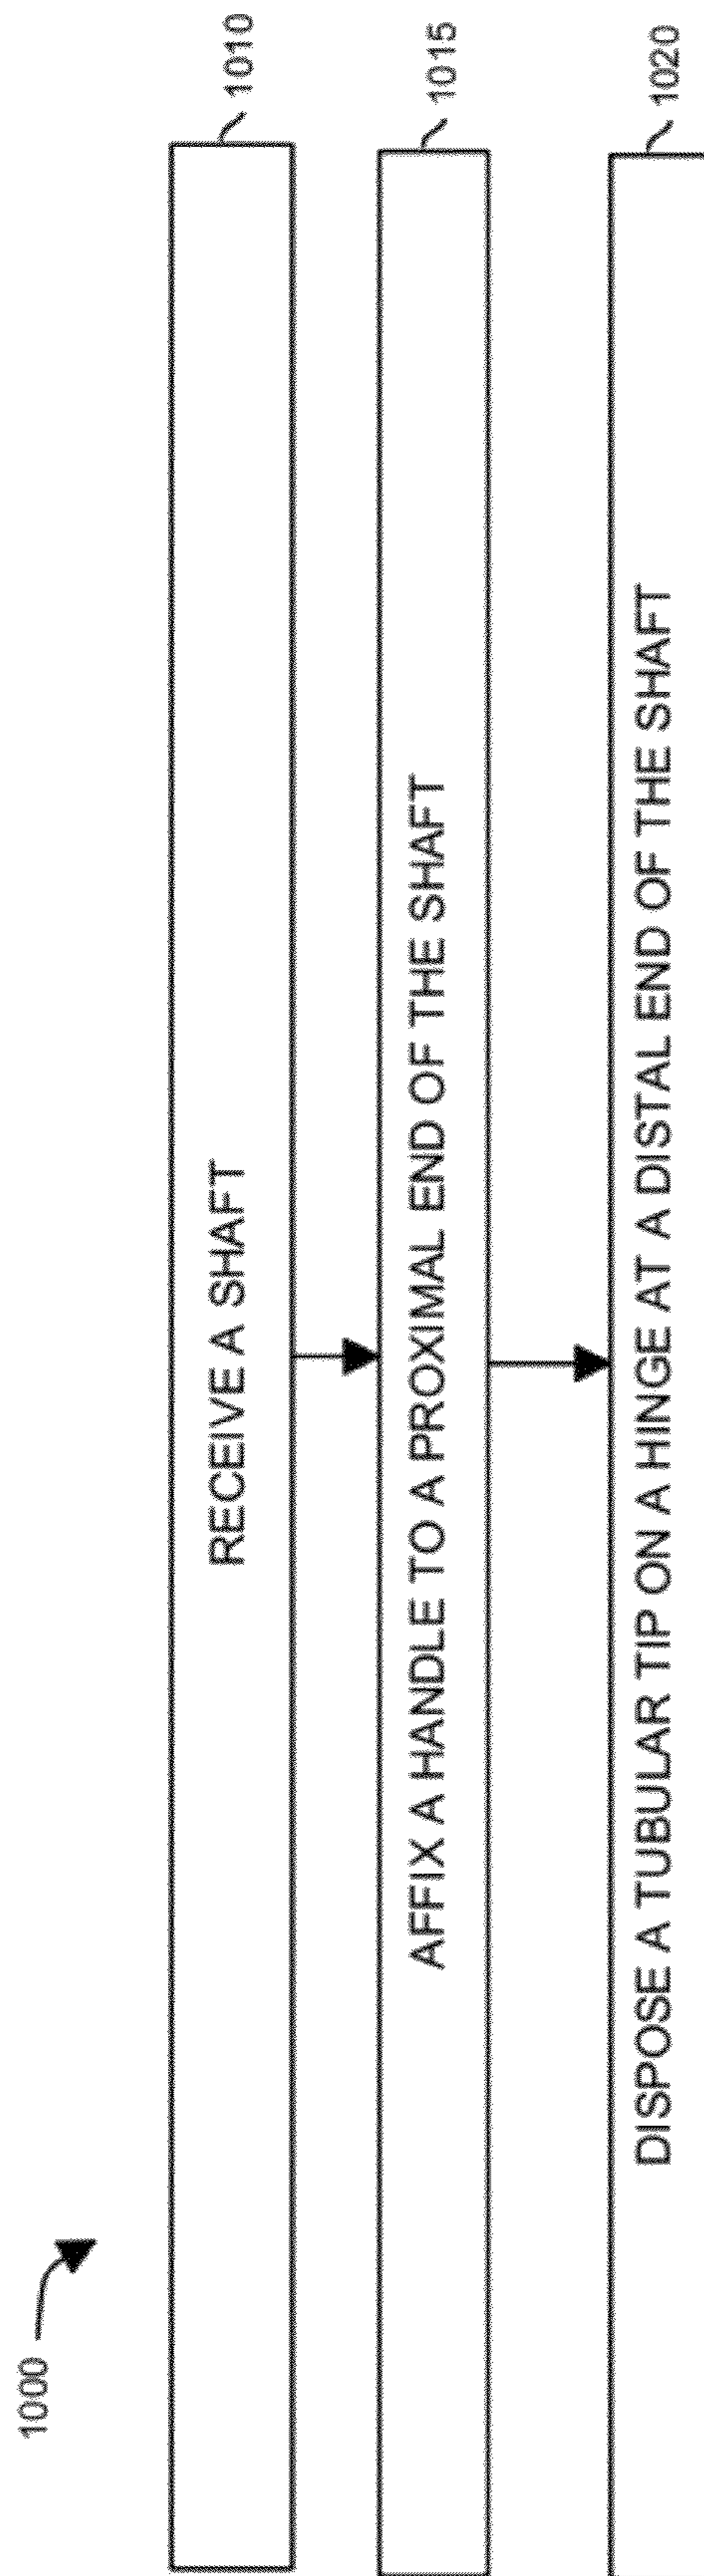 1000
RECEIVE A SHAFT
1010
AFFIX A HANDLE TO A PROXIMAL END OF THE SHAFT
1015
DISPOSE A TUBULAR TIP ON A HINGE AT A DISTAL END OF THE SHAFT
1020